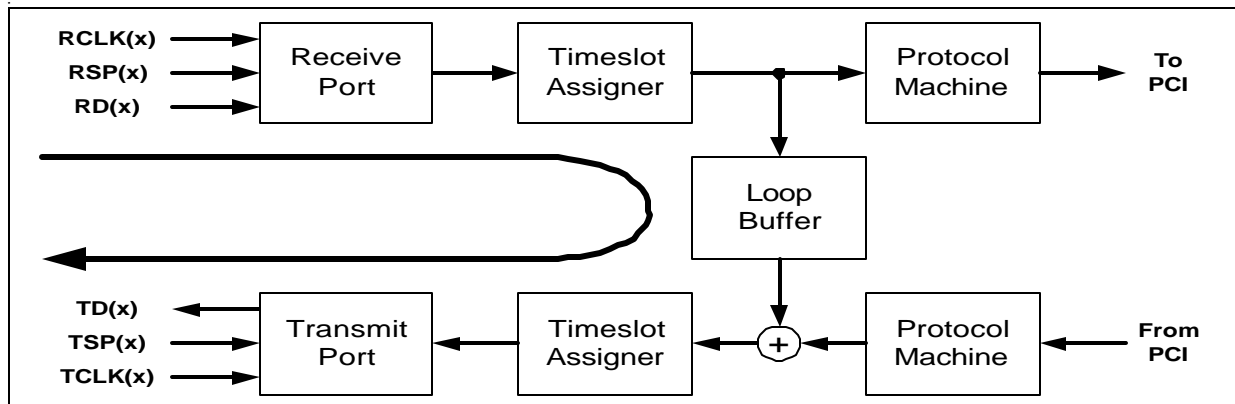 RCLK(x)
RSP(x)
RD(x)
Receive
Port
Timeslot
Assigner
Protocol
Machine
To
PCI
Loop
Buffer
TD(x)
TSP(x)
TCLK(x)
Transmit
Port
Timeslot
Assigner
+
Protocol
Machine
From
PCI